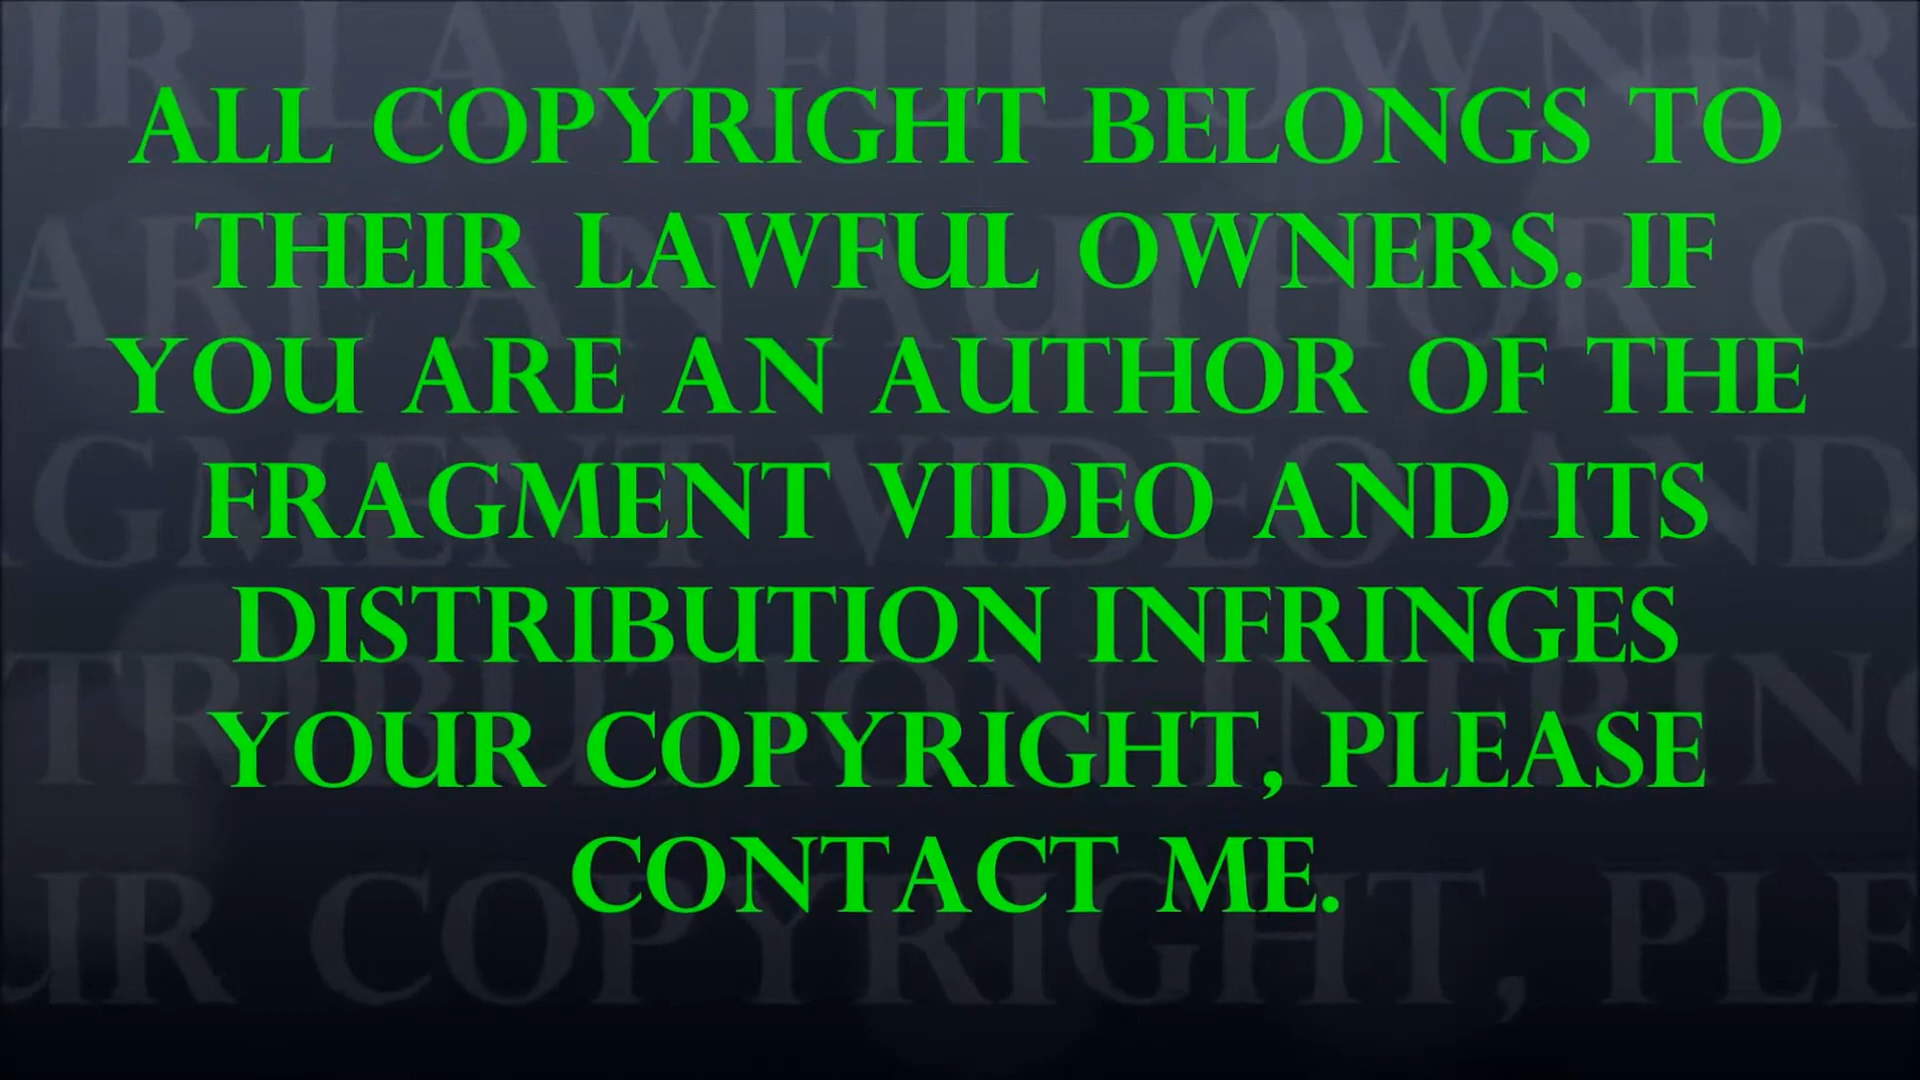 ALL COPYRIGHT BELONGS TO
THEIR LAWFUL OWNERS. IF
YOU ARE AN AUTHOR OF THE
FRAGMENT VIDEO AND ITS
DISTRIBUTION INFRINGES
YOUR COPYRIGHT, PLEASE
CONTACT ME.